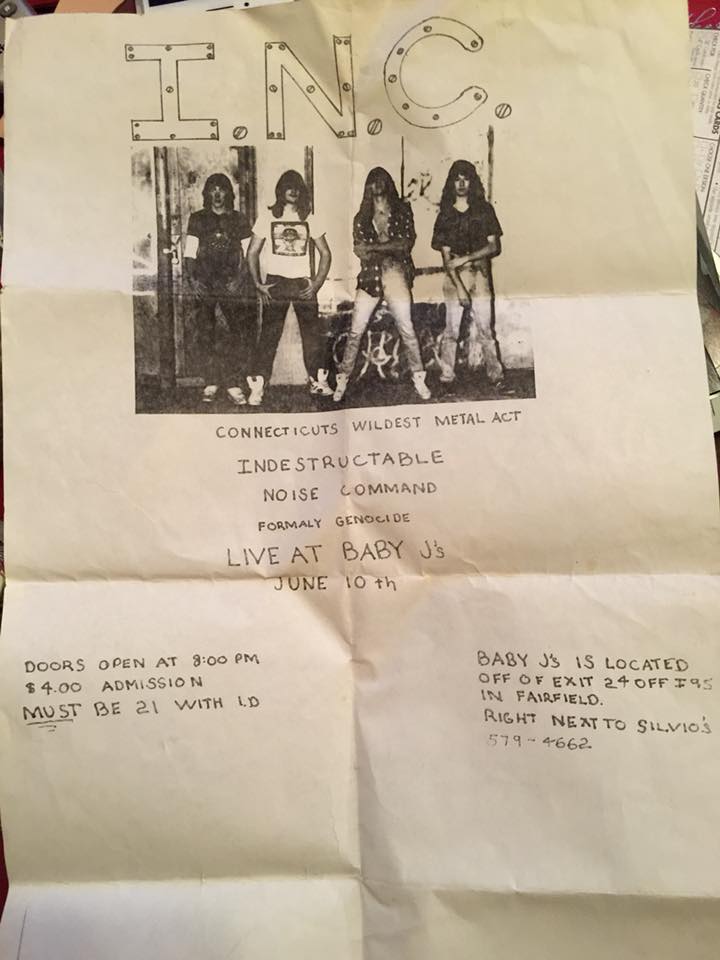 I.N.C.
CONNECTICUTS WILDEST METAL ACT
INDESTRUCTABLE
NOISE COMMAND
FORMALY GENOCIDE
LIVE AT BABY J's
JUNE 10th
DOORS OPEN AT 8:00 PM
$4.00 ADMISSION
MUST BE 21 WITH I.D
BABY J's IS LOCATED
OFF OF EXIT 24 OFF I95
IN FAIRFIELD.
RIGHT NEXT TO SILVIO's
579-4662